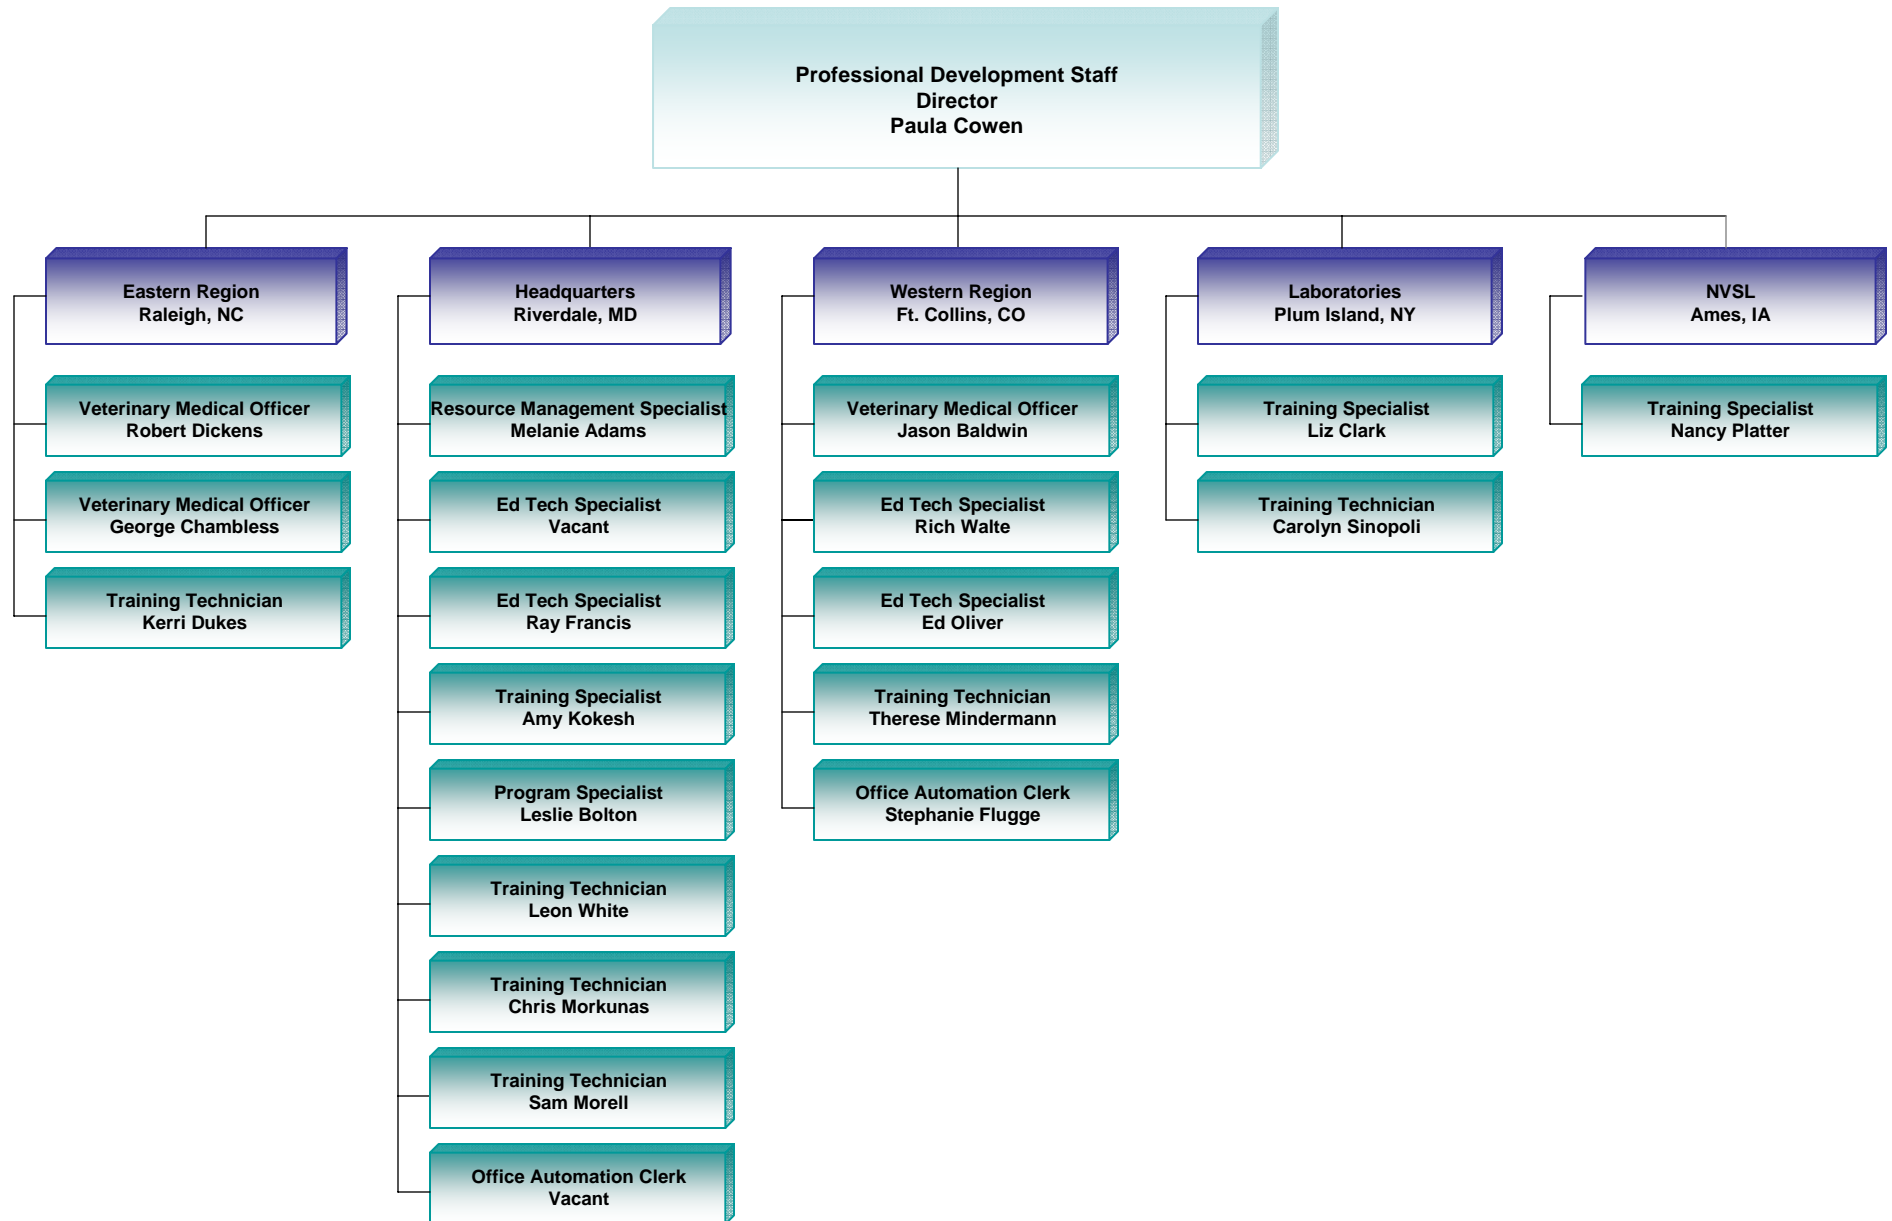 Professional Development Staff
Director
Paula Cowen
Eastern Region
Raleigh, NC
Veterinary Medical Officer
Robert Dickens
Veterinary Medical Officer
George Chambless
Training Technician
Kerri Dukes
Headquarters
Riverdale, MD
Resource Management Specialist
Melanie Adams
Ed Tech Specialist
Vacant
Ed Tech Specialist
Ray Francis
Training Specialist
Amy Kokesh
Program Specialist
Leslie Bolton
Training Technician
Leon White
Training Technician
Chris Morkunas
Training Technician
Sam Morell
Office Automation Clerk
Vacant
Western Region
Ft. Collins, CO
Veterinary Medical Officer
Jason Baldwin
Ed Tech Specialist
Rich Walte
Ed Tech Specialist
Ed Oliver
Training Technician
Therese Mindermann
Office Automation Clerk
Stephanie Flugge
Laboratories
Plum Island, NY
Training Specialist
Liz Clark
Training Technician
Carolyn Sinopoli
NVSL
Ames, IA
Training Specialist
Nancy Platter